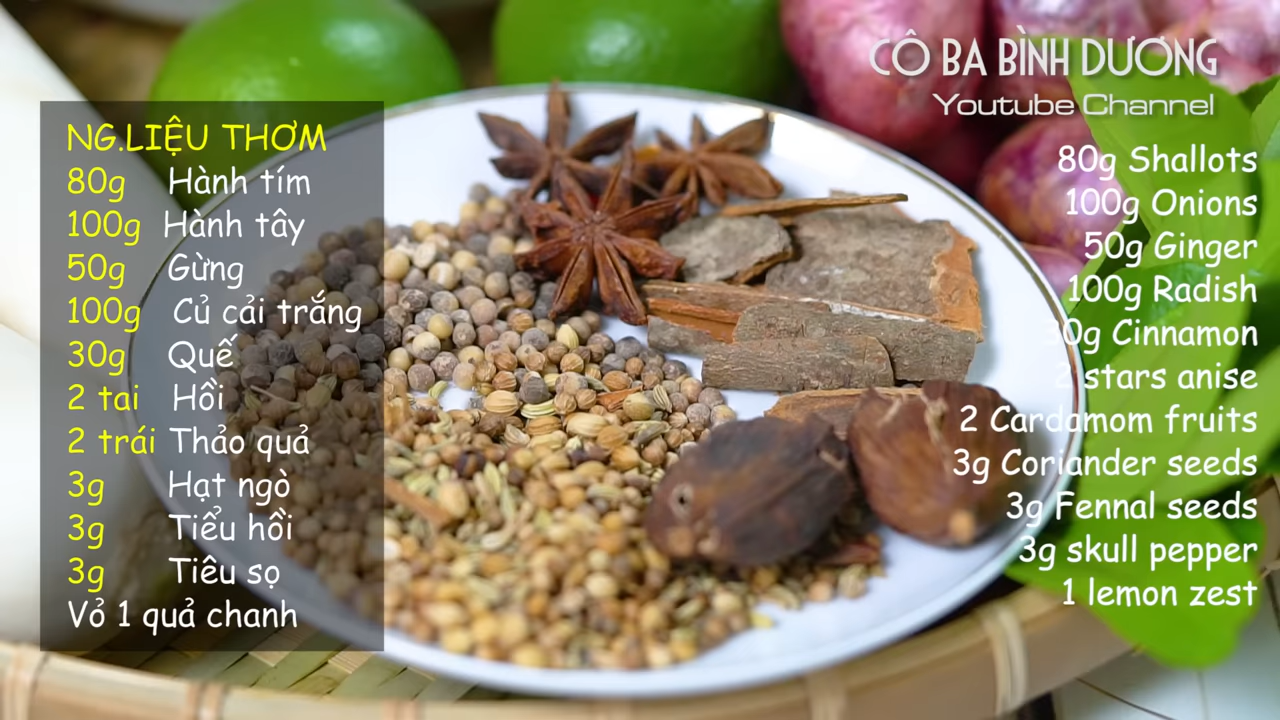 CÔ BA BÌNH DƯƠNG
Youtube Channel
NG.LIỆU THƠM
80g Hành tím
100g Hành tây
50g Gừng
100g Củ cải trắng
30g Quế
2 tai Hồi
2 trái Thảo quả
3g Hạt ngò
3g Tiểu hồi
3g Tiêu sọ
Vỏ 1 quả chanh
80g Shallots
100g Onions
50g Ginger
100g Radish
30g Cinnamon
2 stars anise
2 Cardamom fruits
3g Coriander seeds
3g Fennal seeds
3g skull pepper
1 lemon zest